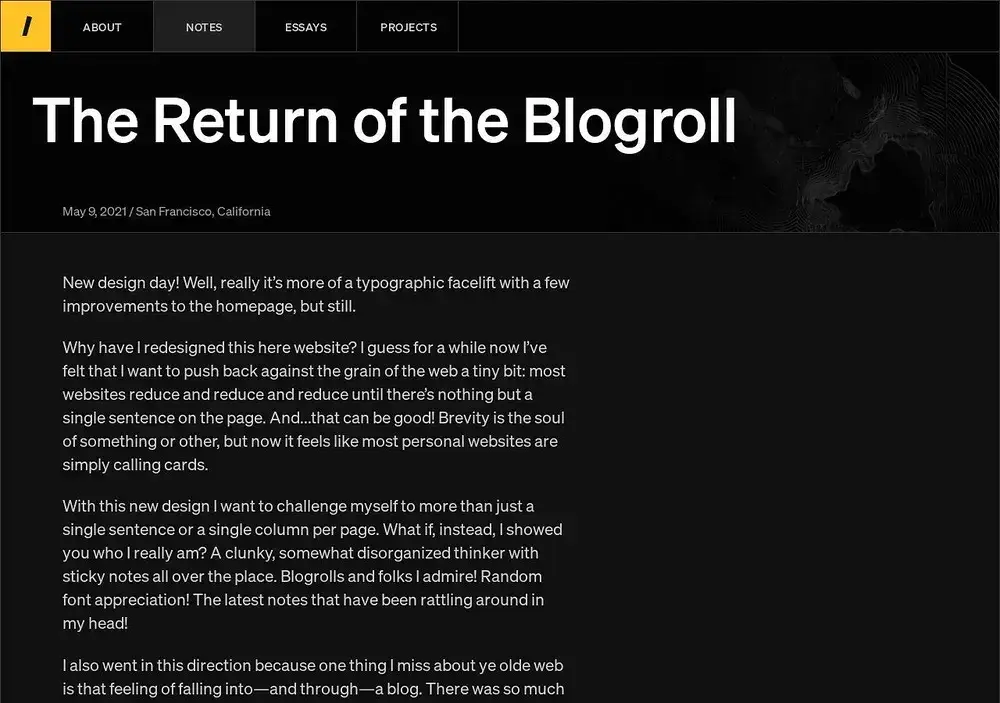 /
ABOUT
NOTES
ESSAYS
PROJECTS
The Return of the Blogroll
May 9, 2021 / San Francisco, California
New design day! Well, really it’s more of a typographic facelift with a few
improvements to the homepage, but still.
Why have I redesigned this here website? I guess for a while now I’ve
felt that I want to push back against the grain of the web a tiny bit: most
websites reduce and reduce and reduce until there’s nothing but a
single sentence on the page. And...that can be good! Brevity is the soul
of something or other, but now it feels like most personal websites are
simply calling cards.
With this new design I want to challenge myself to more than just a
single sentence or a single column per page. What if, instead, I showed
you who I really am? A clunky, somewhat disorganized thinker with
sticky notes all over the place. Blogrolls and folks I admire! Random
font appreciation! The latest notes that have been rattling around in
my head!
I also went in this direction because one thing I miss about ye olde web
is that feeling of falling into—and through—a blog. There was so much